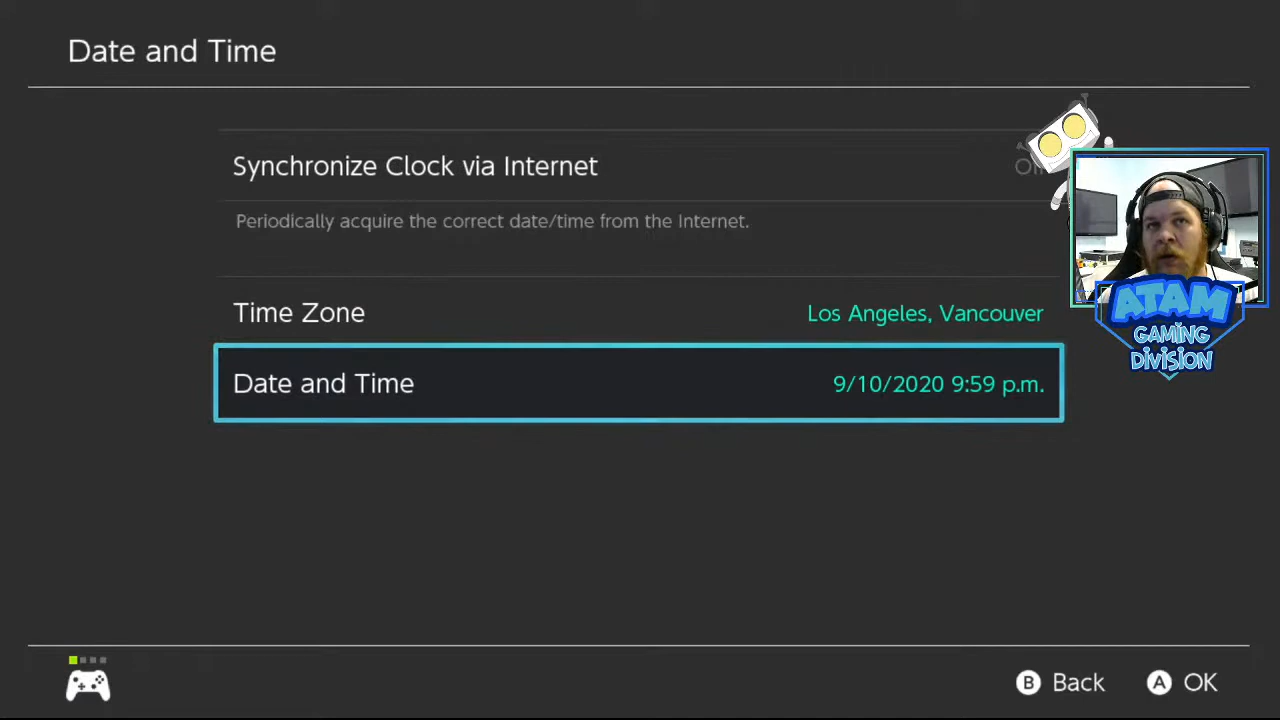 Date and Time
Synchronize Clock via Internet
Periodically acquire the correct date/time from the Internet.
Time Zone
Los Angeles, Vancouver
Date and Time
9/10/2020 9:59 p.m.
ATAM
GAMING
DIVISION
B Back
A OK